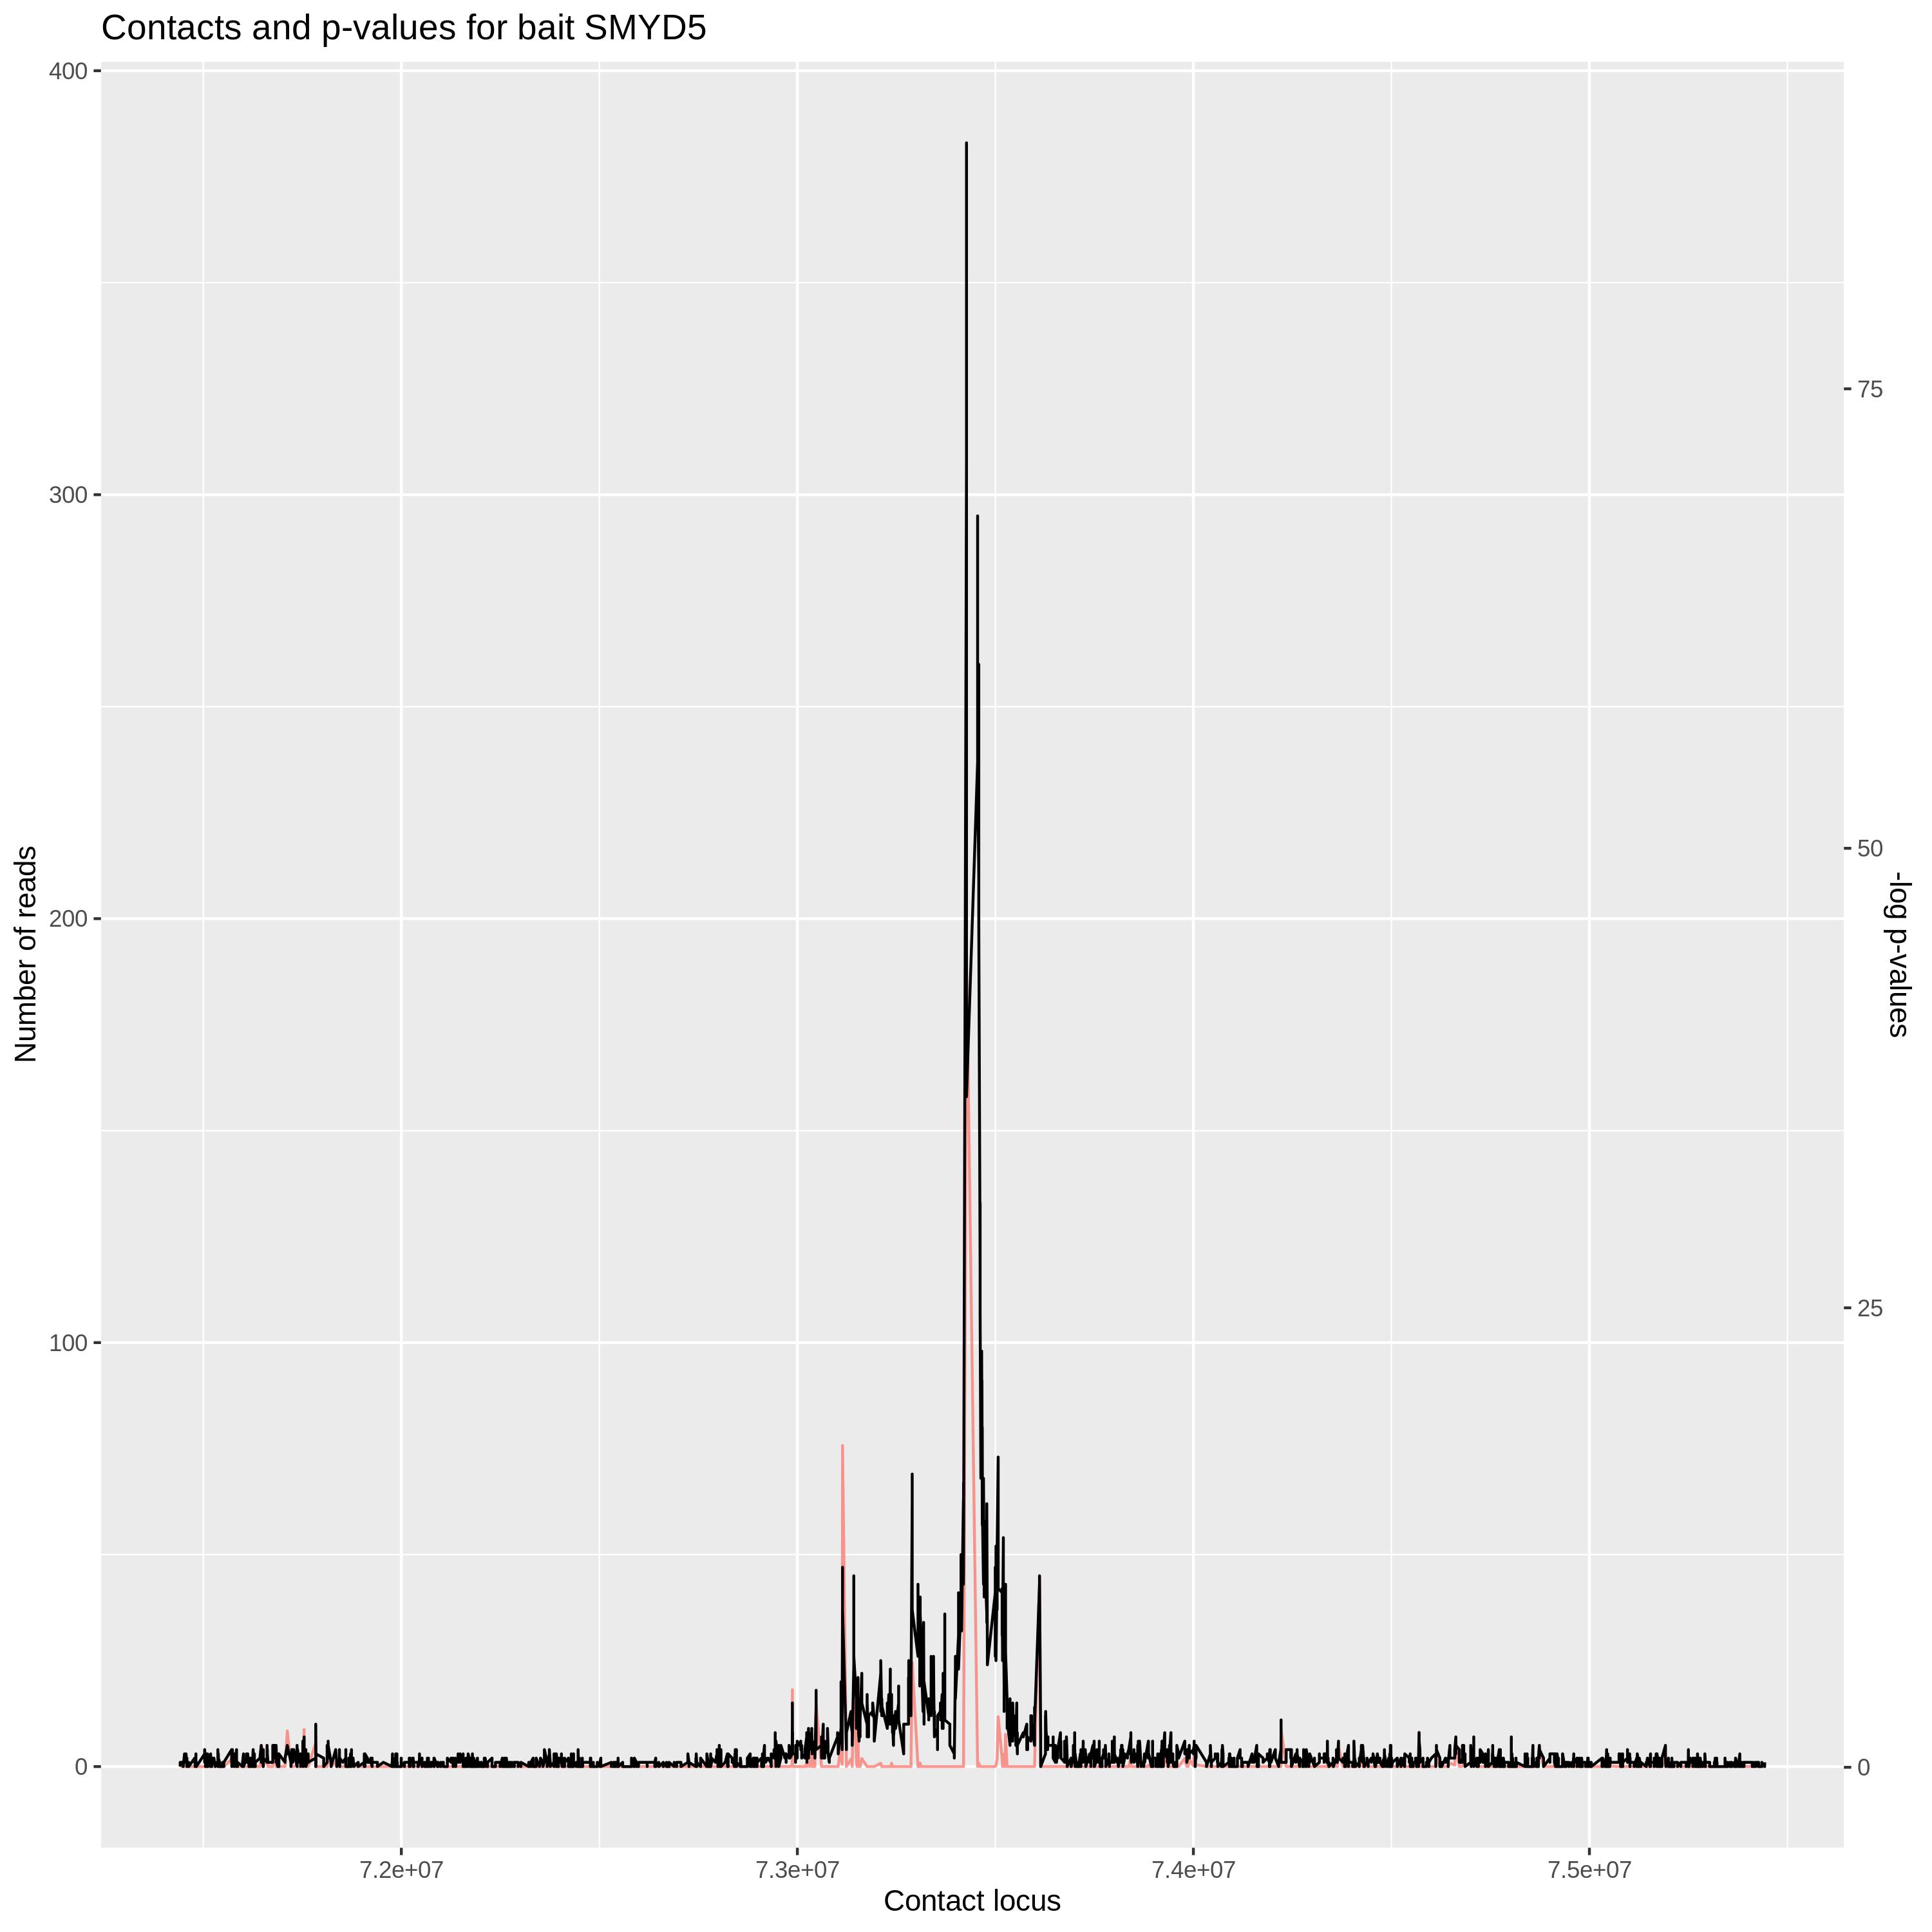 Contacts and p-values for bait SMYD5
400
300
200
100
0
Number of reads
75
50
25
0
-log p-values
7.2e+07
7.3e+07
7.4e+07
7.5e+07
Contact locus